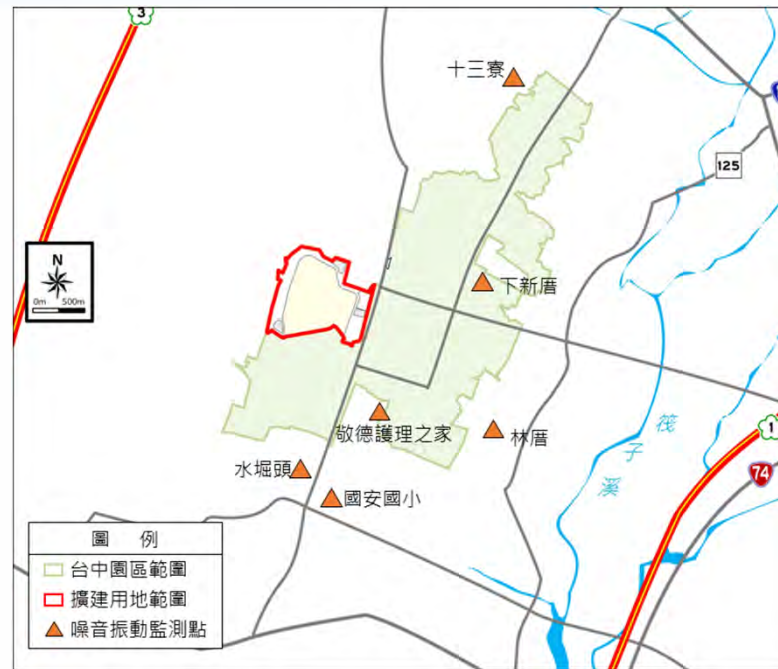 3
十三寮
125
N
0m 500m
下新厝
敬德護理之家
林厝
筏子溪
1
水堀頭
74
國安國小
圖 例
台中園區範圍
擴建用地範圍
噪音振動監測點